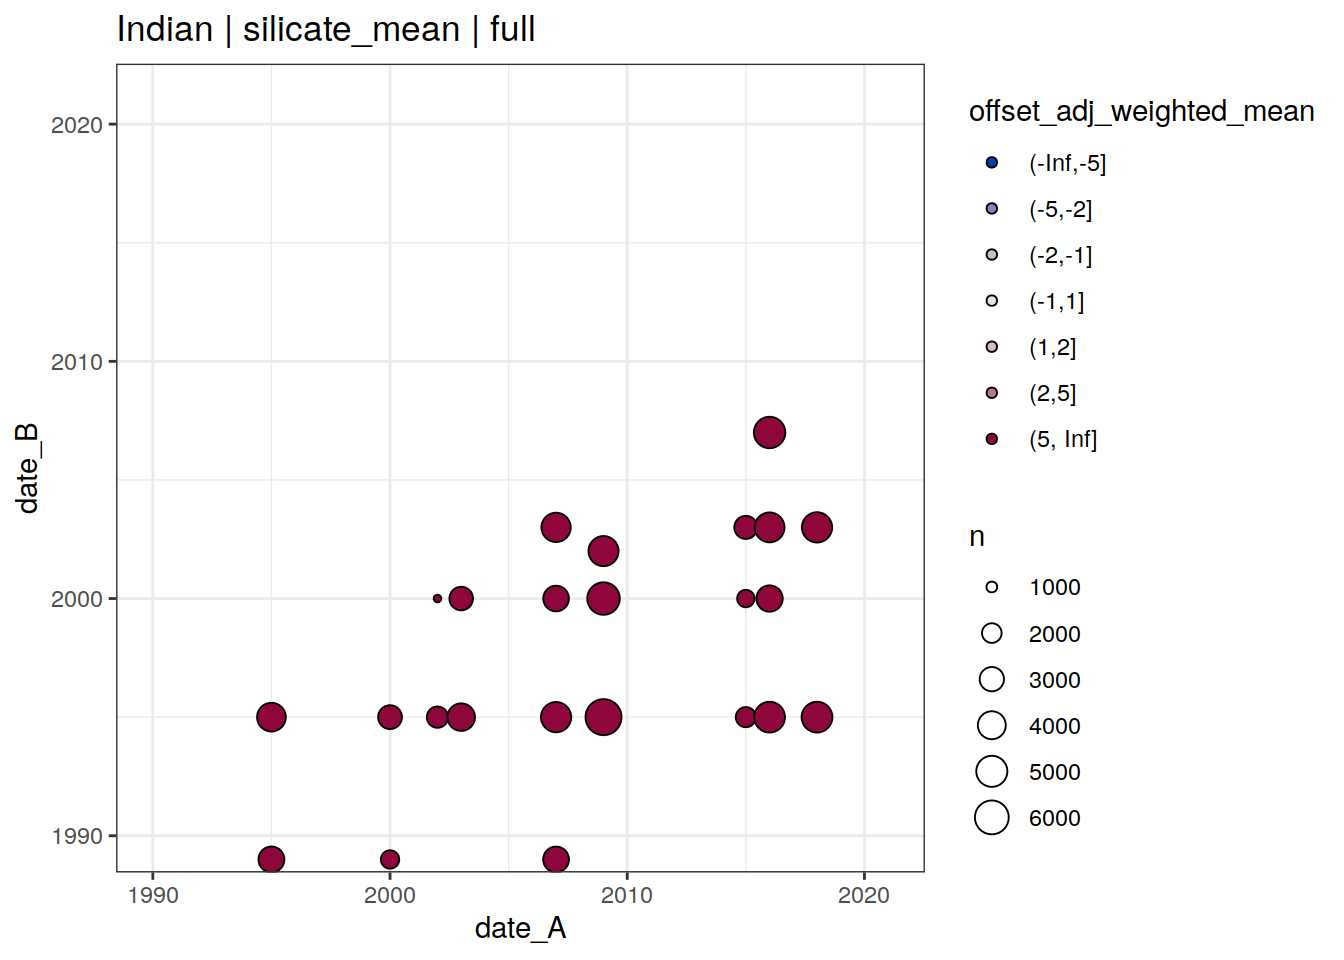 Indian | silicate_mean | full
2020
2010
2000
1990
date_B
1990
2000
2010
2020
date_A
offset_adj_weighted_mean
(-Inf,-5]
(-5,-2]
(-2,-1]
(-1,1]
(1,2]
(2,5]
(5, Inf]
n
1000
2000
3000
4000
5000
6000